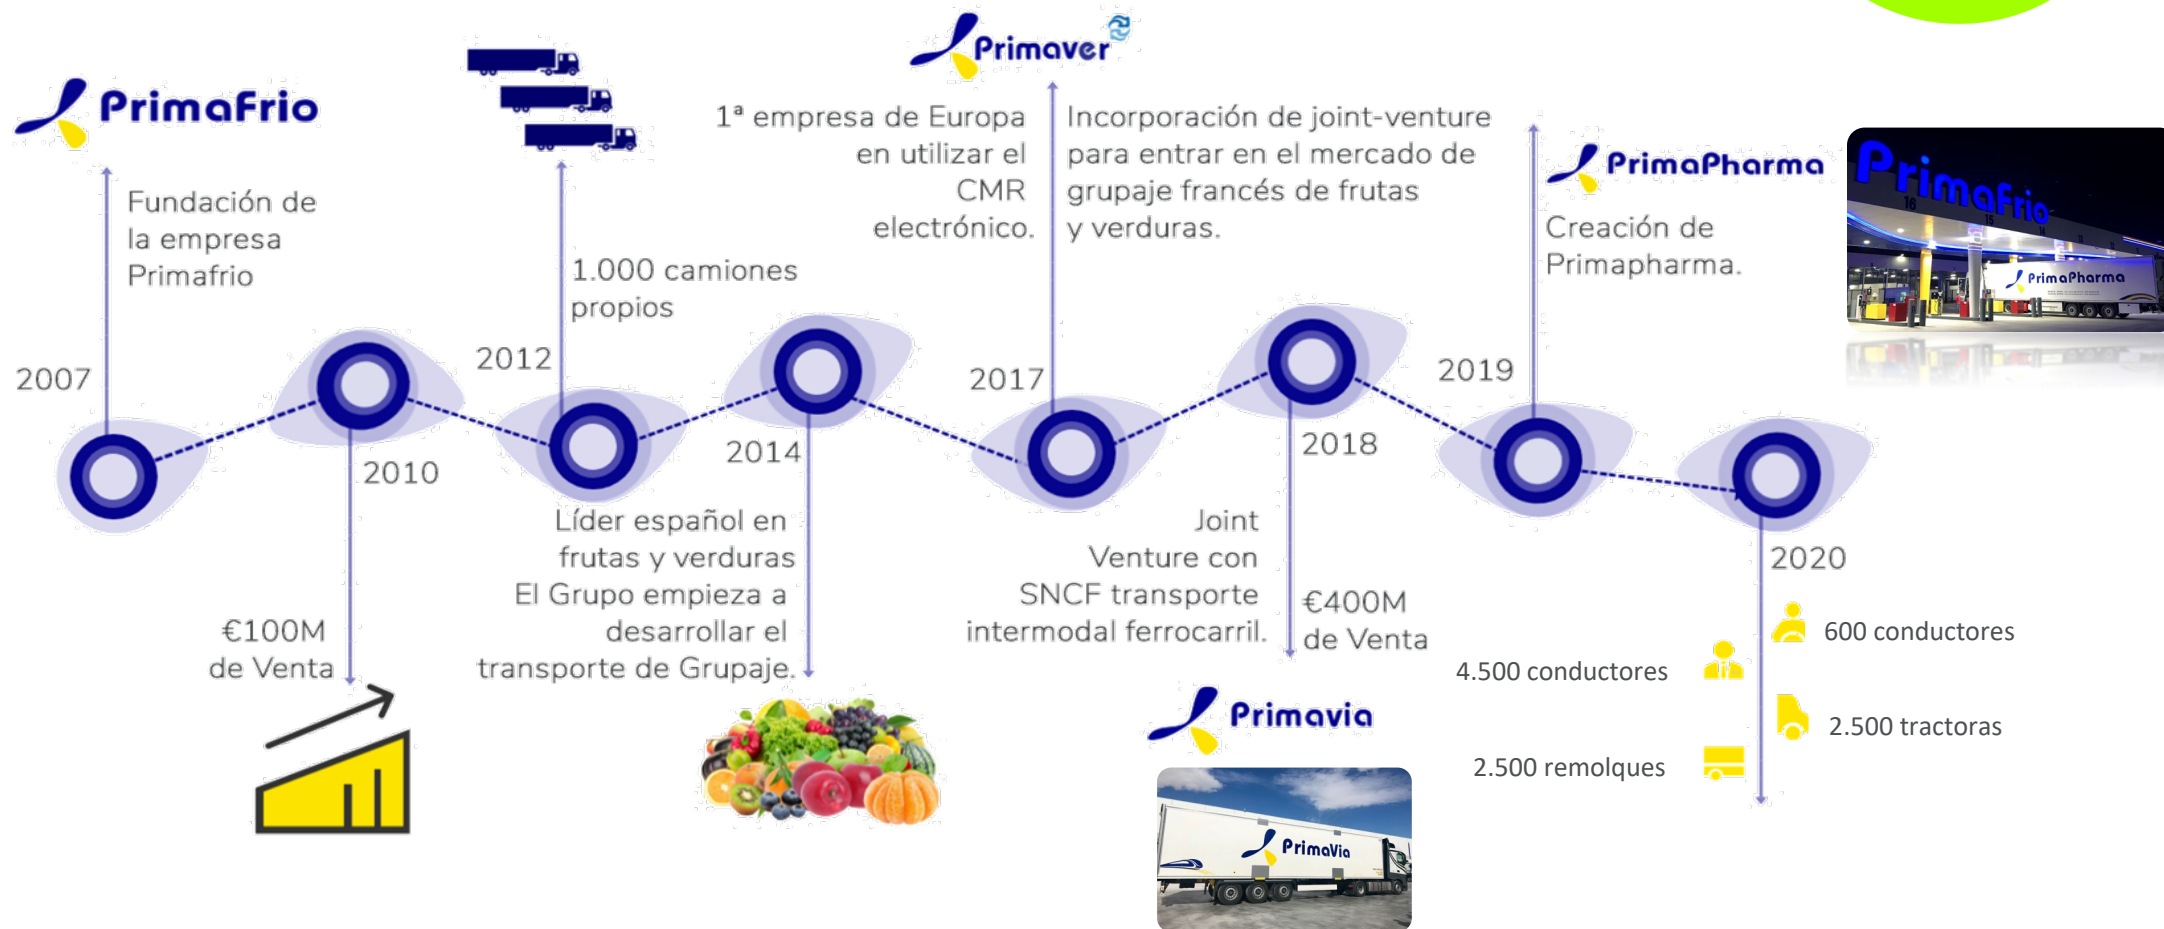 PrimaFrio
2007
Fundación de
la empresa
Primafrio
2010
€100M
de Venta
2012
1.000 camiones
propios
2014
Líder español en
frutas y verduras
El Grupo empieza a
desarrollar el
transporte de Grupaje.
Primaver
2017
1ª empresa de Europa
en utilizar el
CMR
electrónico.
Incorporación de joint-venture
para entrar en el mercado de
grupaje francés de frutas
y verduras.
2018
Joint
Venture con
SNCF transporte
intermodal ferrocarril.
€400M
de Venta
Primavia
PrimaVia
2019
PrimaPharma
Creación de
Primapharma.
PrimaFrio
16
15
14
PrimaPharma
2020
600 conductores
4.500 conductores
2.500 tractoras
2.500 remolques